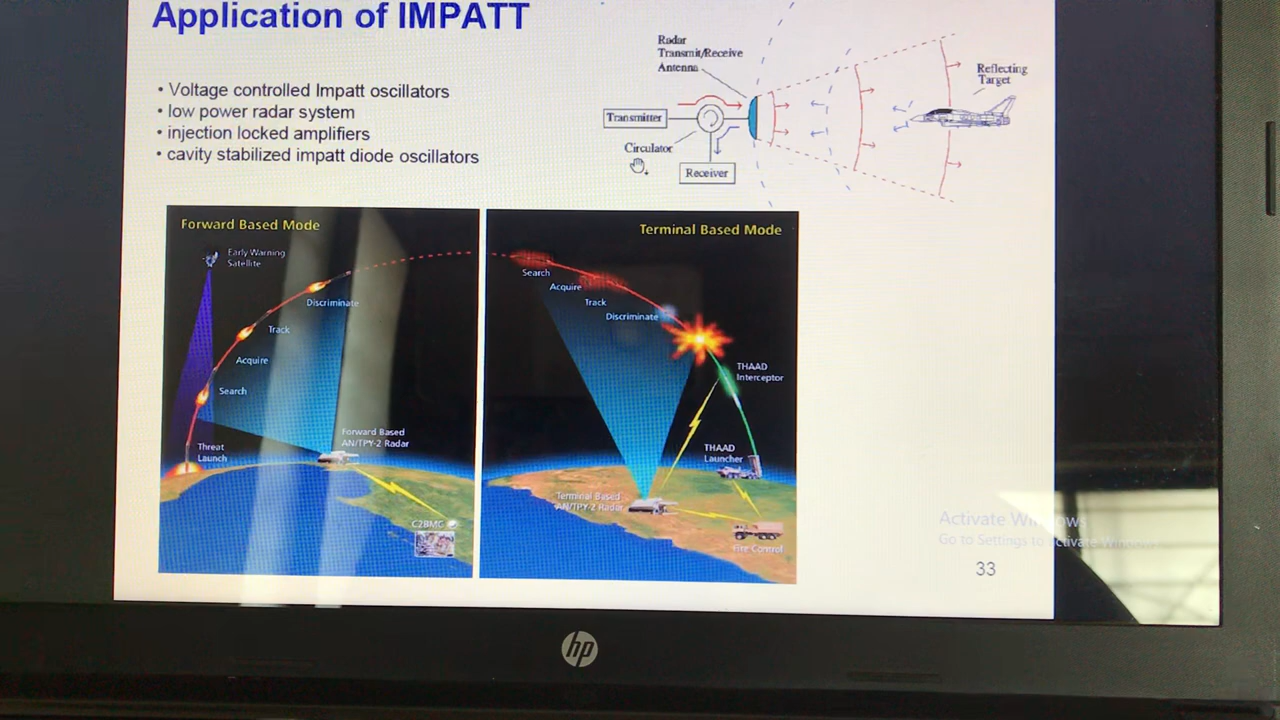 Application of IMPATT
• Voltage controlled Impatt oscillators
• low power radar system
• injection locked amplifiers
• cavity stabilized impatt diode oscillators
Radar
Transmit/Receive
Antenna
Reflecting
Target
Transmitter
Circulator
Receiver
Forward Based Mode
Early Warning
Satellite
Discriminate
Track
Acquire
Search
Threat
Launch
Forward Based
AN/TPY-2 Radar
C2BMC
Terminal Based Mode
Search
Acquire
Track
Discriminate
THAAD
Interceptor
THAAD
Launcher
Terminal Based
AN/TPY-2 Radar
Fire Control
Activate Windows
Go to Settings to activate Windows.
33
hp